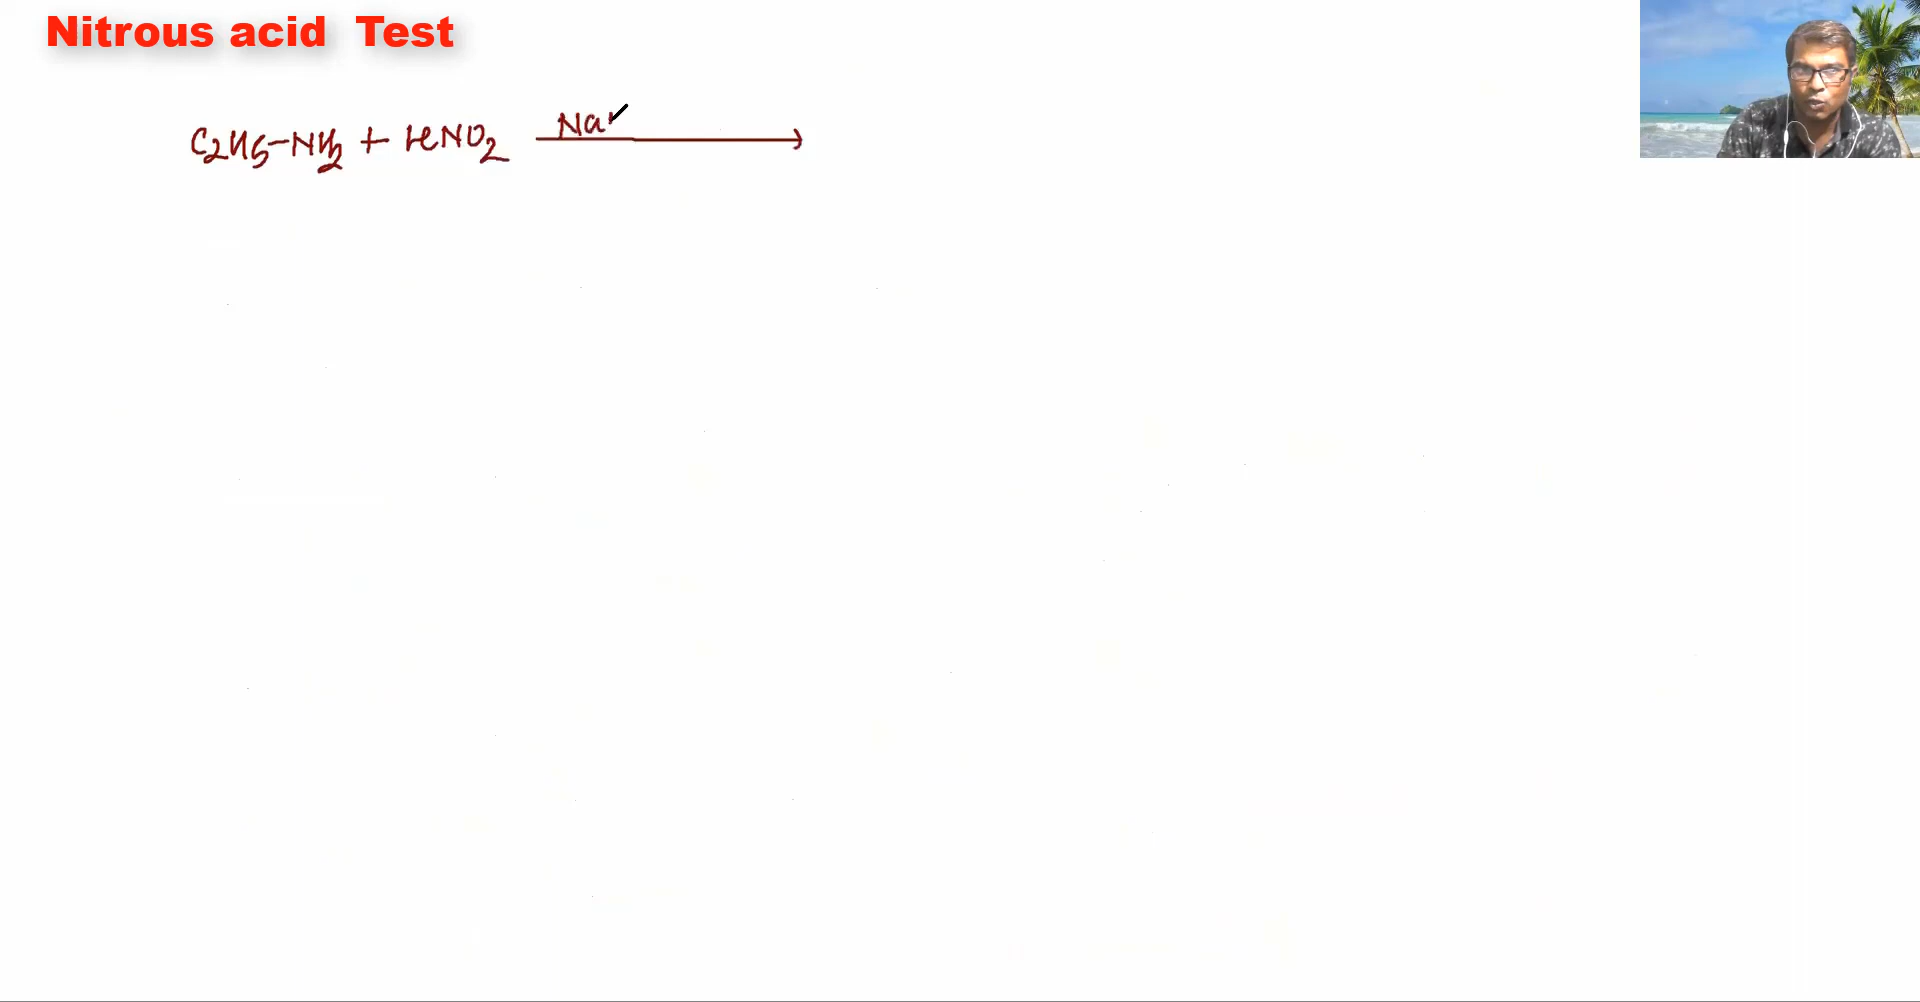 Nitrous acid Test
C2H5-NH2 + HNO2 Na →